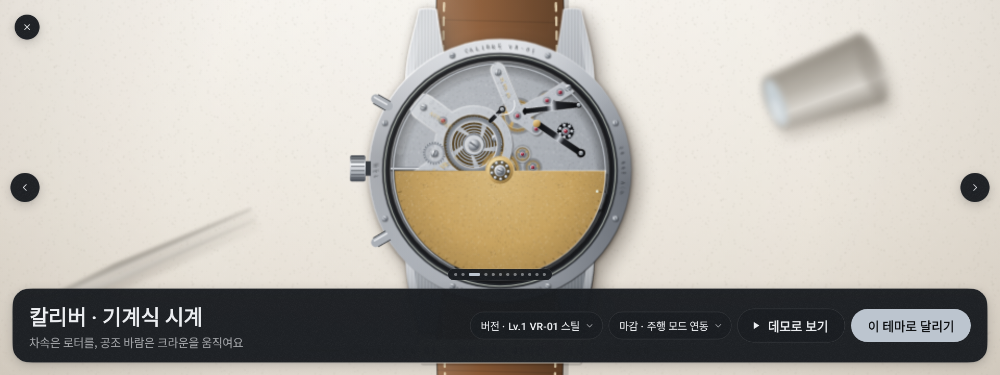 칼리버 · 기계식 시계
차속은 로터를, 공조 바람은 크라운을 움직여요
버전 · Lv.1 VR-01 스틸
마감 · 주행 모드 연동
데모로 보기
이 테마로 달리기